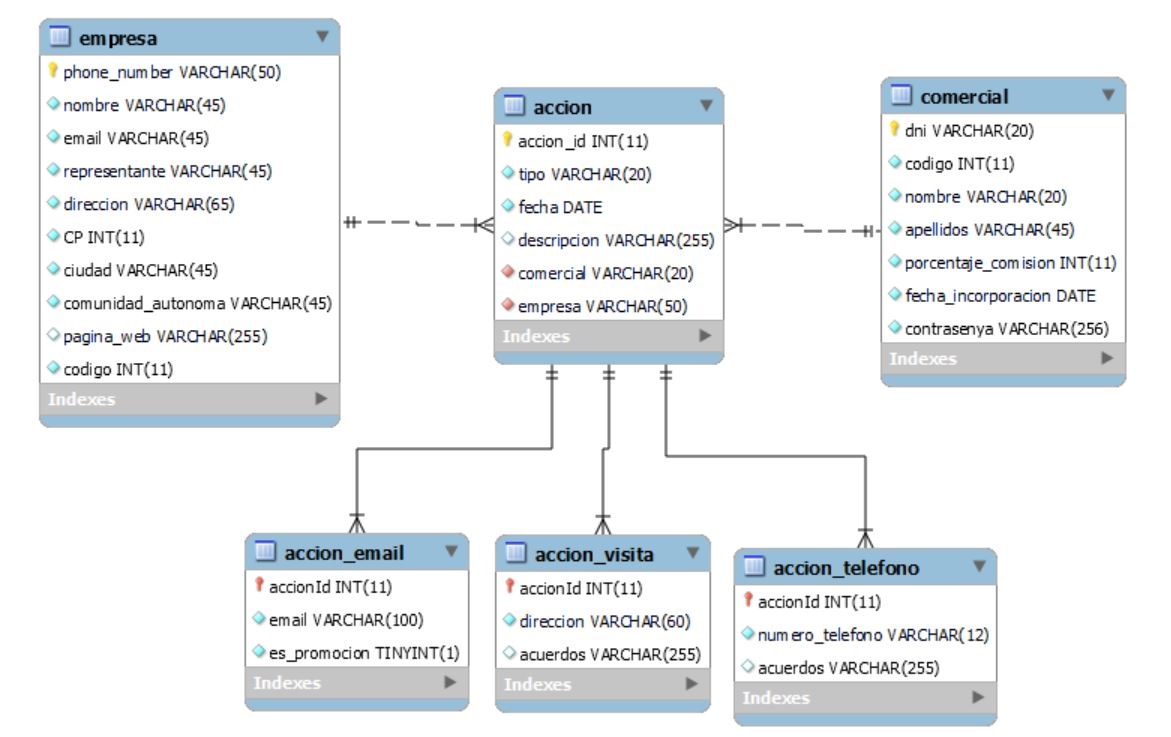 empresa
phone_number VARCHAR(50)
nombre VARCHAR(45)
email VARCHAR(45)
representante VARCHAR(45)
direccion VARCHAR(65)
CP INT(11)
ciudad VARCHAR(45)
comunidad_autonoma VARCHAR(45)
pagina_web VARCHAR(255)
codigo INT(11)
Indexes
accion
accion_id INT(11)
tipo VARCHAR(20)
fecha DATE
descripcion VARCHAR(255)
comercial VARCHAR(20)
empresa VARCHAR(50)
Indexes
comercial
dni VARCHAR(20)
codigo INT(11)
nombre VARCHAR(20)
apellidos VARCHAR(45)
porcentaje_comision INT(11)
fecha_incorporacion DATE
contrasenya VARCHAR(256)
Indexes
accion_email
accionId INT(11)
email VARCHAR(100)
es_promocion TINYINT(1)
Indexes
accion_visita
accionId INT(11)
direccion VARCHAR(60)
acuerdos VARCHAR(255)
Indexes
accion_telefono
accionId INT(11)
numero_telefono VARCHAR(12)
acuerdos VARCHAR(255)
Indexes